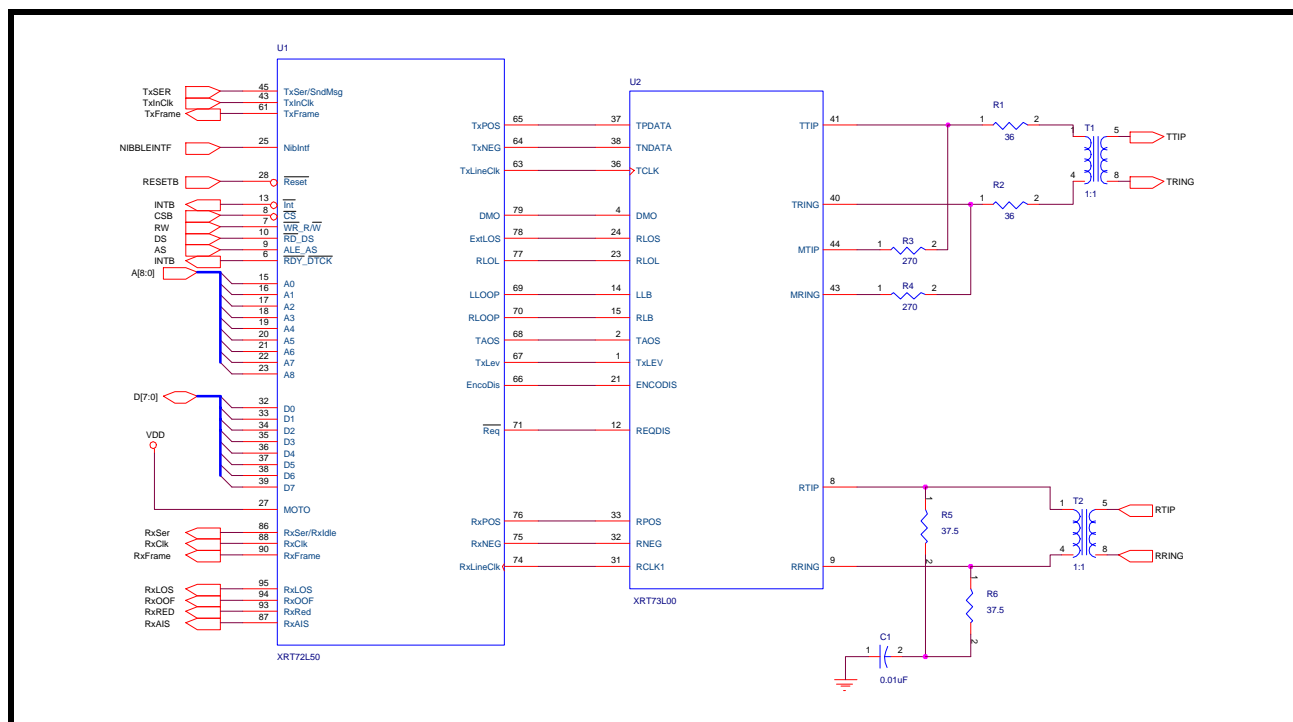 U1
TxSER 45 TxSer/SndMsg
TxInClk 43 TxInClk
TxFrame 61 TxFrame
NIBBLEINTF 25 NibIntf
RESETB 28 Reset
INTB 13 Int
CSB 8 CS
RW 7 WR_R/W
DS 10 RD_DS
AS 9 ALE_AS
INTB 6 RDY_DTCK
A[8:0]
15 A0
16 A1
17 A2
18 A3
19 A4
20 A5
21 A6
22 A7
23 A8
D[7:0]
32 D0
33 D1
34 D2
35 D3
36 D4
37 D5
38 D6
39 D7
VDD
27 MOTO
RxSer 86 RxSer/RxIdle
RxClk 88 RxClk
RxFrame 90 RxFrame
RxLOS 95 RxLOS
RxOOF 94 RxOOF
RxRED 93 RxRed
RxAIS 87 RxAIS
XRT72L50
U2
TxPOS 65 37 TPDATA
TxNEG 64 38 TNDATA
TxLineClk 63 36 TCLK
DMO 79 4 DMO
ExtLOS 78 24 RLOS
RLOL 77 23 RLOL
LLOOP 69 14 LLB
RLOOP 70 15 RLB
TAOS 68 2 TAOS
TxLev 67 1 TxLEV
EncoDis 66 21 ENCODIS
Req 71 12 REQDIS
RxPOS 76 33 RPOS
RxNEG 75 32 RNEG
RxLineClk 74 31 RCLK1
XRT73L00
TTIP 41
TRING 40
MTIP 44
MRING 43
RTIP 8
RRING 9
R1
1 2
36
R2
1 2
36
R3
1 2
270
R4
1 2
270
T1
1 5
4 8
1:1
TTIP
TRING
T2
1 5
4 8
1:1
RTIP
RRING
1
R5
37.5
2
1
R6
37.5
2
C1
1 2
0.01uF